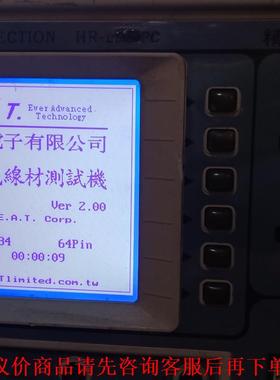 ECTION HR-
T. EverAdvanced
Technology
子有限公司
線材測試機
Ver 2.00
E.A.T. Corp.
84 64Pin
00:00:09
Tlimited.com.tw
议价商品请先咨询客服后再下单